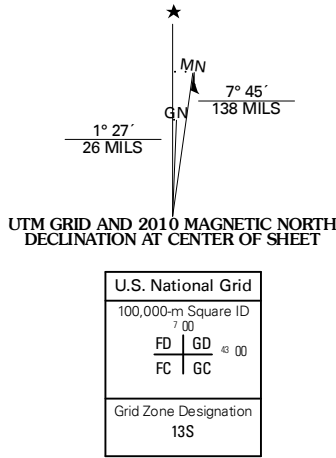 MN
7° 45´
138 MILS
GN
1° 27´
26 MILS
UTM GRID AND 2010 MAGNETIC NORTH
DECLINATION AT CENTER OF SHEET
U.S. National Grid
100,000-m Square ID
7 00
FD GD
43 00
FC GC
Grid Zone Designation
13S